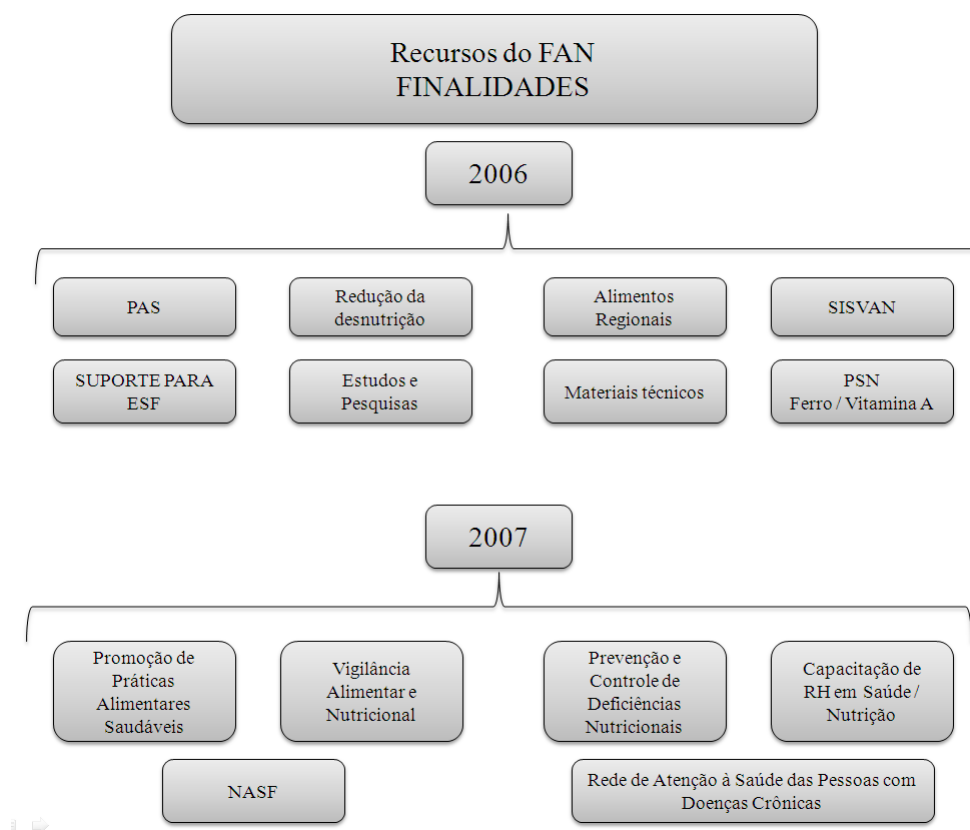 Recursos do FAN
FINALIDADES
2006
PAS
Redução da
desnutrição
Alimentos
Regionais
SISVAN
SUPORTE PARA
ESF
Estudos e
Pesquisas
Materiais técnicos
PSN
Ferro / Vitamina A
2007
Promoção de
Práticas
Alimentares
Saudáveis
Vigilância
Alimentar e
Nutricional
Prevenção e
Controle de
Deficiências
Nutricionais
Capacitação de
RH em Saúde /
Nutrição
NASF
Rede de Atenção à Saúde das Pessoas com
Doenças Crônicas